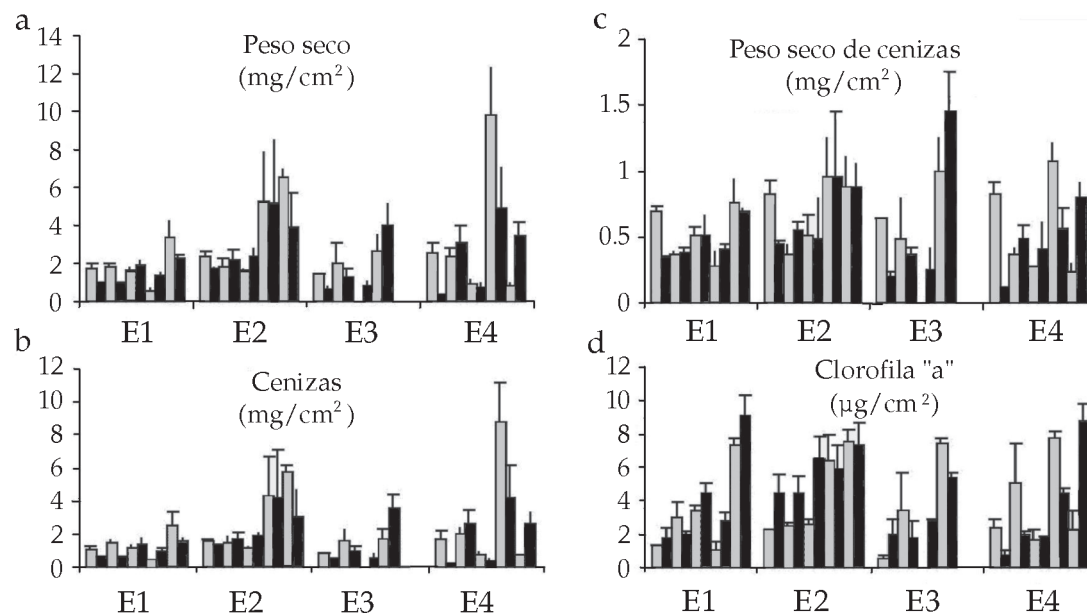 a
Peso seco
(mg/cm²)
14
12
10
8
6
4
2
0
E1 E2 E3 E4
b
Cenizas
(mg/cm²)
12
10
8
6
4
2
0
E1 E2 E3 E4
c
Peso seco de cenizas
(mg/cm²)
2
1.5
1
0.5
0
E1 E2 E3 E4
d
Clorofila "a"
(µg/cm²)
12
10
8
6
4
2
0
E1 E2 E3 E4